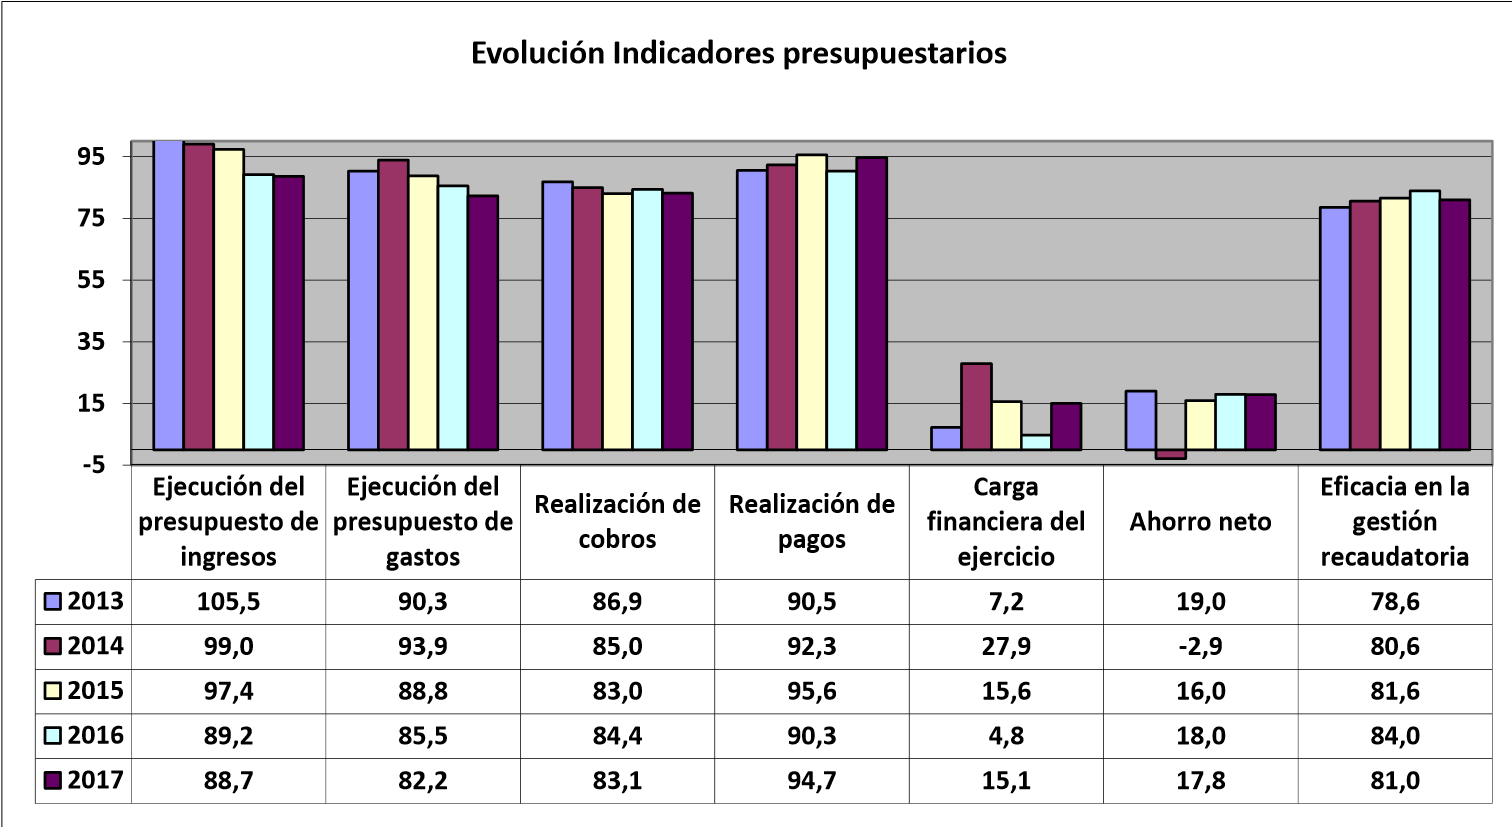 Evolución Indicadores presupuestarios
95
75
55
35
15
-5
Ejecución del presupuesto de ingresos
Ejecución del presupuesto de gastos
Realización de cobros
Realización de pagos
Carga financiera del ejercicio
Ahorro neto
Eficacia en la gestión recaudatoria
2013 105,5 90,3 86,9 90,5 7,2 19,0 78,6
2014 99,0 93,9 85,0 92,3 27,9 -2,9 80,6
2015 97,4 88,8 83,0 95,6 15,6 16,0 81,6
2016 89,2 85,5 84,4 90,3 4,8 18,0 84,0
2017 88,7 82,2 83,1 94,7 15,1 17,8 81,0